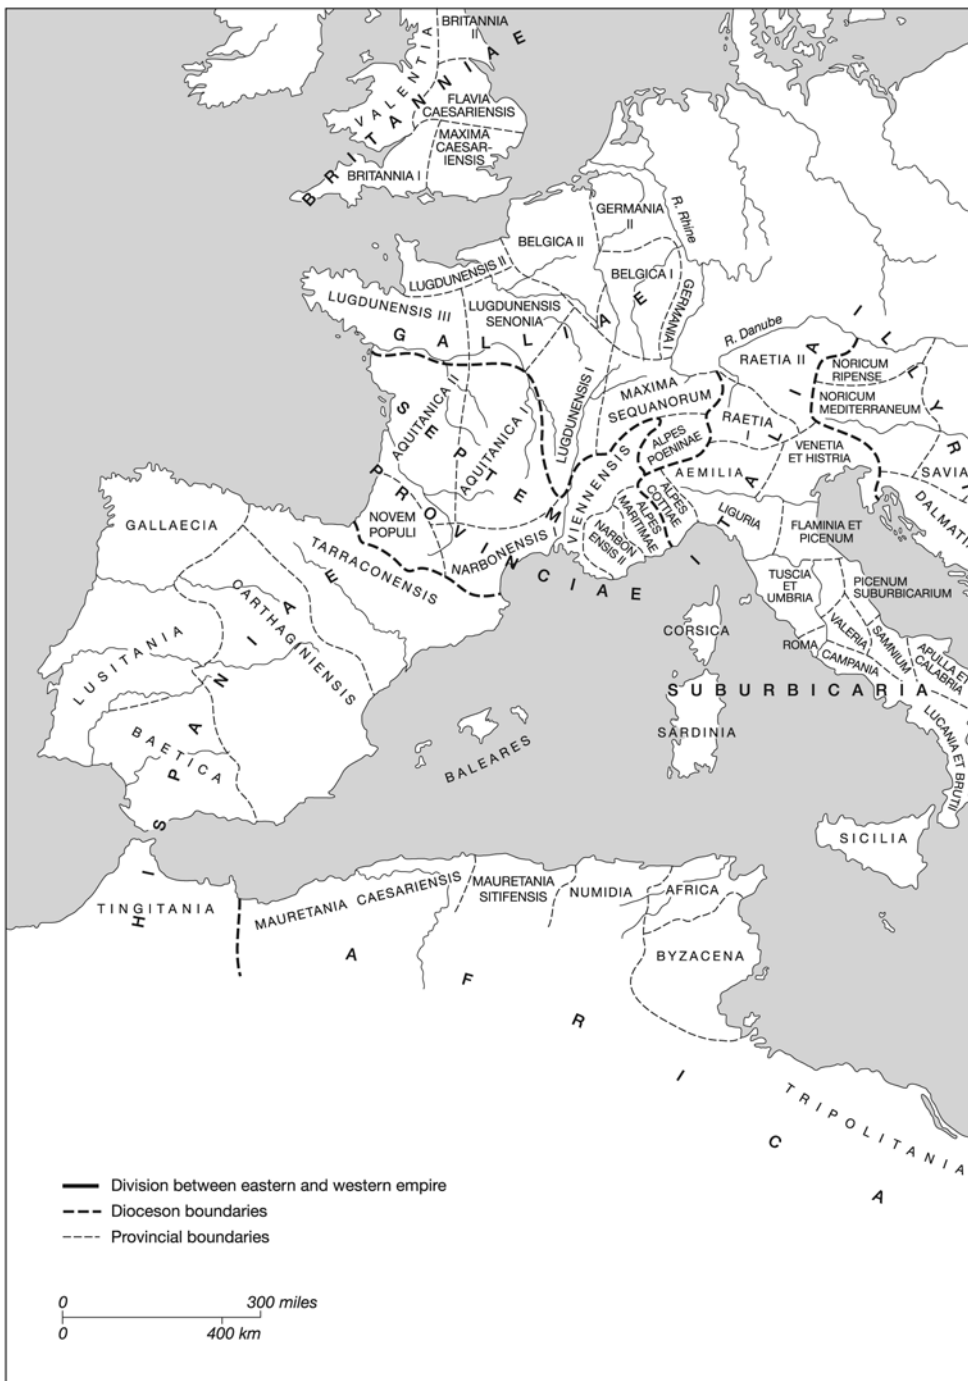 BRITANNIA
II
VALENTIA
BRITANNIAE
FLAVIA
CAESARIENSIS
MAXIMA
CAESAR-
IENSIS
BRITANNIA I
GERMANIA
II
R. Rhine
BELGICA II
BELGICA I
GERMANIA I
LUGDUNENSIS II
LUGDUNENSIS III
LUGDUNENSIS
SENONIA
GALLIAE
R. Danube
RAETIA II
ILLYR
NORICUM
RIPENSE
NORICUM
MEDITERRANEUM
AQUITANICA II
AQUITANICA I
LUGDUNENSIS I
MAXIMA
SEQUANORUM
RAETIA
I
ALPES
POENINAE
VENETIA
ET HISTRIA
SAVIA
DALMATI
AEMILIA
ITALIA
SEPTEM
PROVINCIAE
NOVEM
POPULI
NARBONENSIS
VIENNENSIS
NARBON
ENSIS II
ALPES
MARITIMAE
ALPES
COTTIAE
LIGURIA
FLAMINIA ET
PICENUM
GALLAECIA
TARRACONENSIS
CARTHAGINIENSIS
LUSITANIA
BAETICA
HISPANIAE
TUSCIA
ET
UMBRIA
PICENUM
SUBURBICARIUM
CORSICA
ROMA
VALERIA
SAMNIUM
CAMPANIA
APULLA ET
CALABRIA
SUBURBICARIA
LUCANIA ET BRUTII
SARDINIA
BALEARES
SICILIA
TINGITANIA
MAURETANIA CAESARIENSIS
MAURETANIA
SITIFENSIS
NUMIDIA
AFRICA
BYZACENA
AFRICA
TRIPOLITANIA
Division between eastern and western empire
Dioceson boundaries
Provincial boundaries
0 300 miles
0 400 km